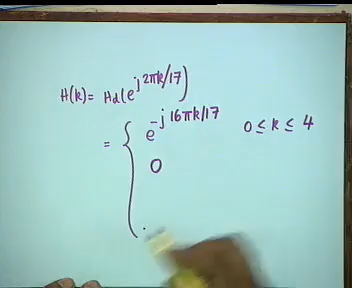 H(k) = Hd(e^{j2πk/17})
= { e^{-j16πk/17} 0 ≤ k ≤ 4
0